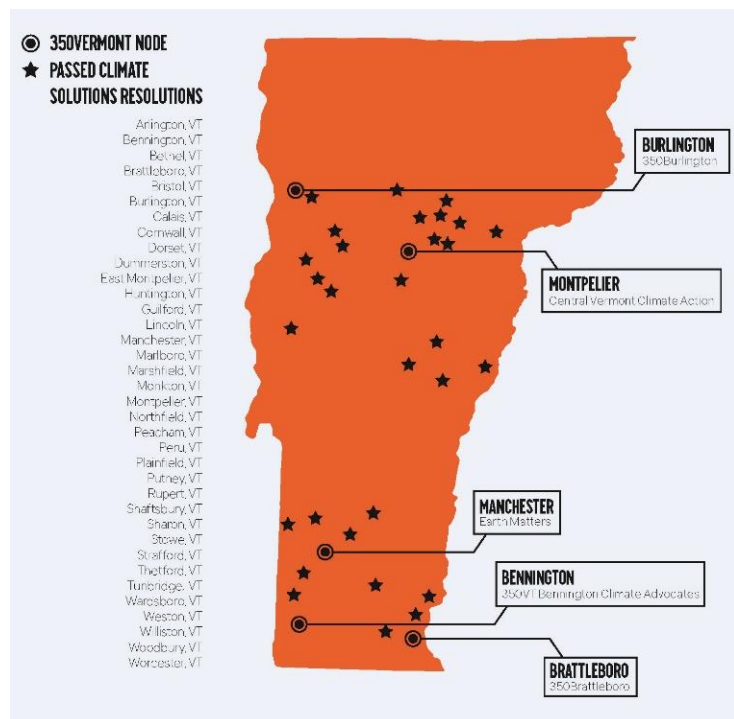 350VERMONT NODE
PASSED CLIMATE
SOLUTIONS RESOLUTIONS
Arlington, VT
Bennington, VT
Bethel, VT
Brattleboro, VT
Bristol, VT
Burlington, VT
Calais, VT
Cornwall, VT
Dorset, VT
Dummerston, VT
East Montpelier, VT
Huntington, VT
Guilford, VT
Lincoln, VT
Manchester, VT
Marlboro, VT
Marshfield, VT
Monkton, VT
Montpelier, VT
Northfield, VT
Peacham, VT
Peru, VT
Plainfield, VT
Putney, VT
Rupert, VT
Shaftsbury, VT
Sharon, VT
Stowe, VT
Strafford, VT
Thetford, VT
Tunbridge, VT
Wardsboro, VT
Weston, VT
Williston, VT
Woodbury, VT
Worcester, VT
BURLINGTON
350Burlington
MONTPELIER
Central Vermont Climate Action
MANCHESTER
Earth Matters
BENNINGTON
350VT Bennington Climate Advocates
BRATTLEBORO
350Brattleboro